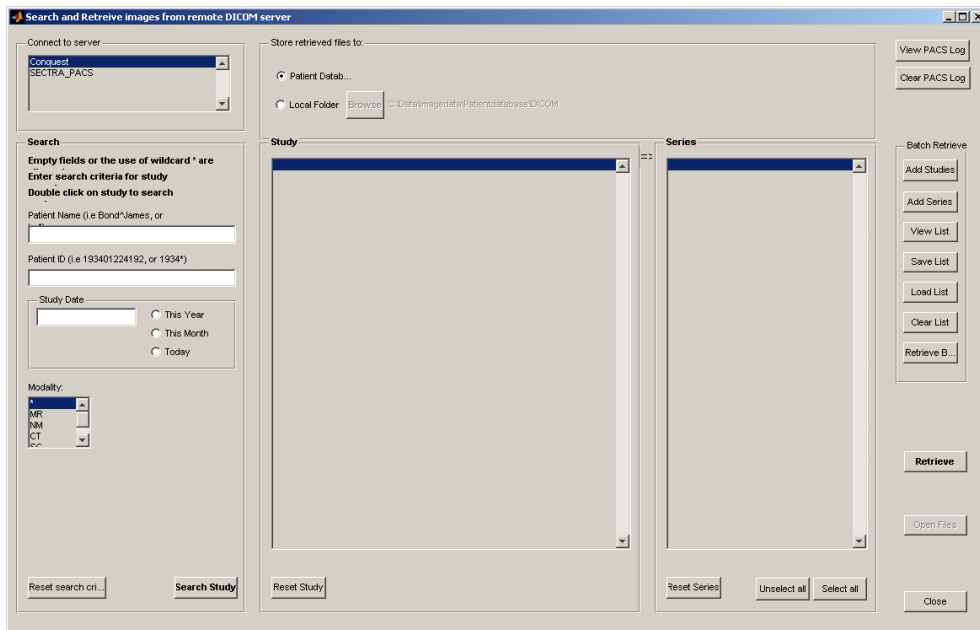 Search and Retreive images from remote DICOM server
Connect to server
Conquest
SECTRA_PACS
Store retrieved files to:
Patient Datab...
Local Folder
Browse
C:\Data\Imagedata\Patientdatabase\DICOM
View PACS Log
Clear PACS Log
Search
Empty fields or the use of wildcard * are
Enter search criteria for study
Double click on study to search
Patient Name (i.e Bond^James, or
Patient ID (i.e 193401224192, or 1934*)
Study Date
This Year
This Month
Today
Modality:
*
MR
NM
CT
SC
Reset search cri...
Search Study
Study
Reset Study
=>
Series
Reset Series
Unselect all
Select all
Batch Retrieve
Add Studies
Add Series
View List
Save List
Load List
Clear List
Retrieve B...
Retrieve
Open Files
Close